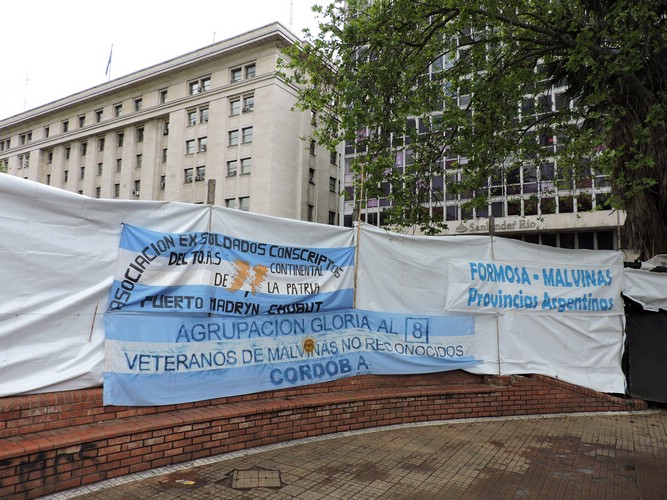 ASOCIACION EX SOLDADOS CONSCRIPTOS
DEL T.O.A.S CONTINENTAL
DE LA PATRIA
PUERTO MADRYN CHUBUT
AGRUPACION GLORIA AL 8
VETERANOS DE MALVINAS NO RECONOCIDOS
CORDOBA
FORMOSA - MALVINAS
Provincias Argentinas
Santander Río